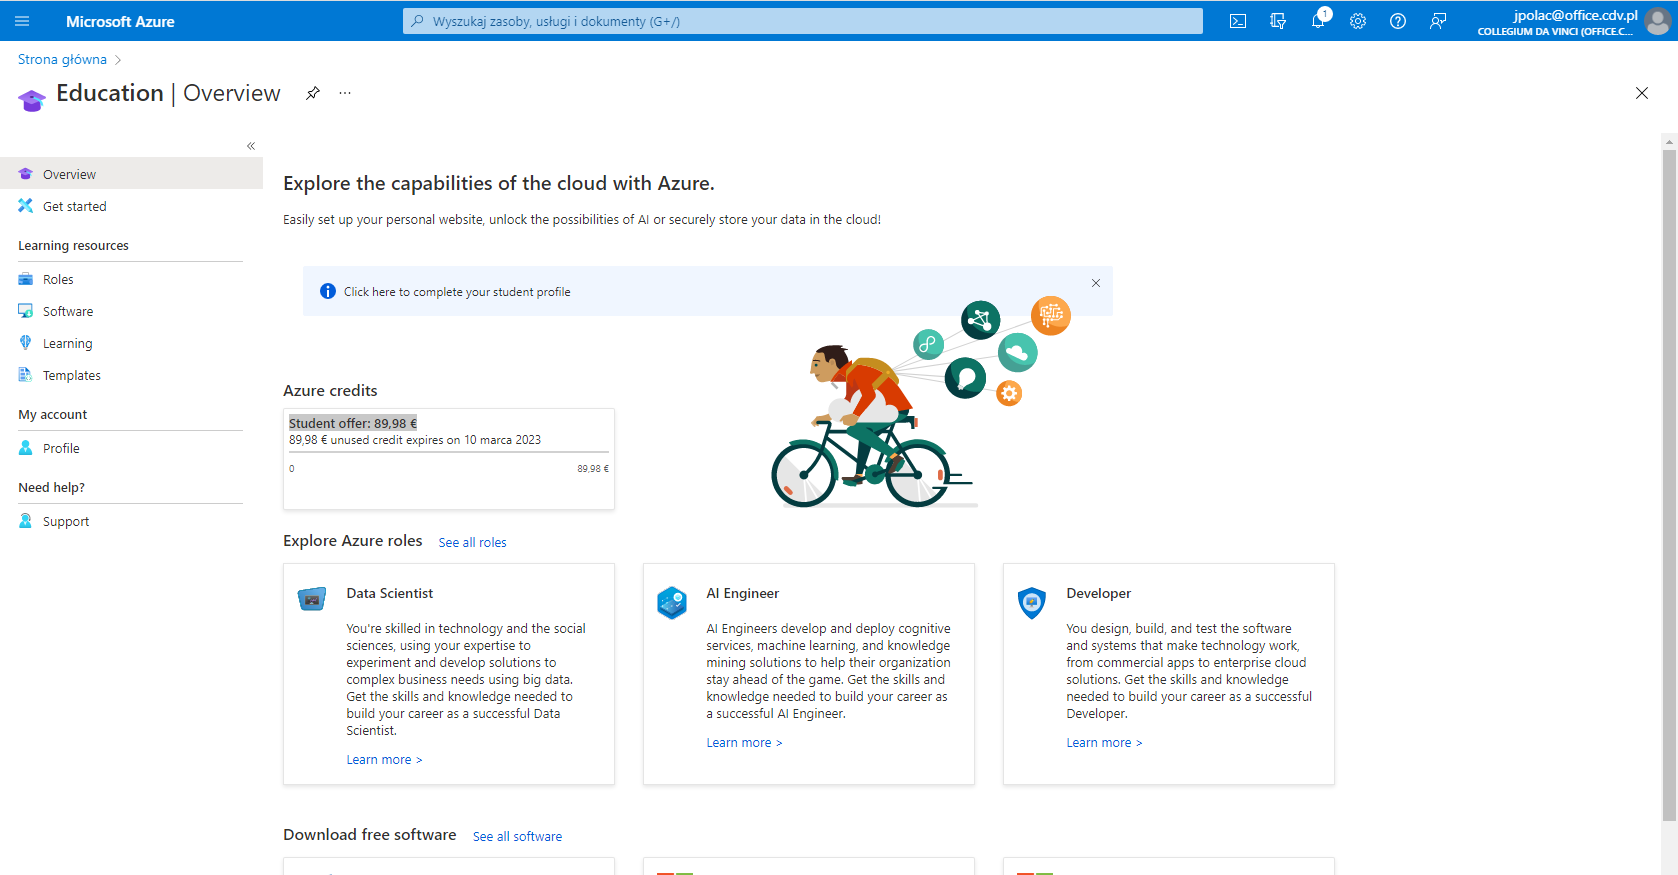 Microsoft Azure
Wyszukaj zasoby, usługi i dokumenty (G+/)
1
jpolac@office.cdv.pl
COLLEGIUM DA VINCI (OFFICE.C...
Strona główna
Education | Overview
Overview
Get started
Learning resources
Roles
Software
Learning
Templates
My account
Profile
Need help?
Support
Explore the capabilities of the cloud with Azure.
Easily set up your personal website, unlock the possibilities of AI or securely store your data in the cloud!
Click here to complete your student profile
Azure credits
Student offer: 89,98 €
89,98 € unused credit expires on 10 marca 2023
0
89,98 €
Explore Azure roles
See all roles
Data Scientist
You're skilled in technology and the social
sciences, using your expertise to
experiment and develop solutions to
complex business needs using big data.
Get the skills and knowledge needed to
build your career as a successful Data
Scientist.
Learn more >
AI Engineer
AI Engineers develop and deploy cognitive
services, machine learning, and knowledge
mining solutions to help their organization
stay ahead of the game. Get the skills and
knowledge needed to build your career as
a successful AI Engineer.
Learn more >
Developer
You design, build, and test the software
and systems that make technology work,
from commercial apps to enterprise cloud
solutions. Get the skills and knowledge
needed to build your career as a successful
Developer.
Learn more >
Download free software
See all software